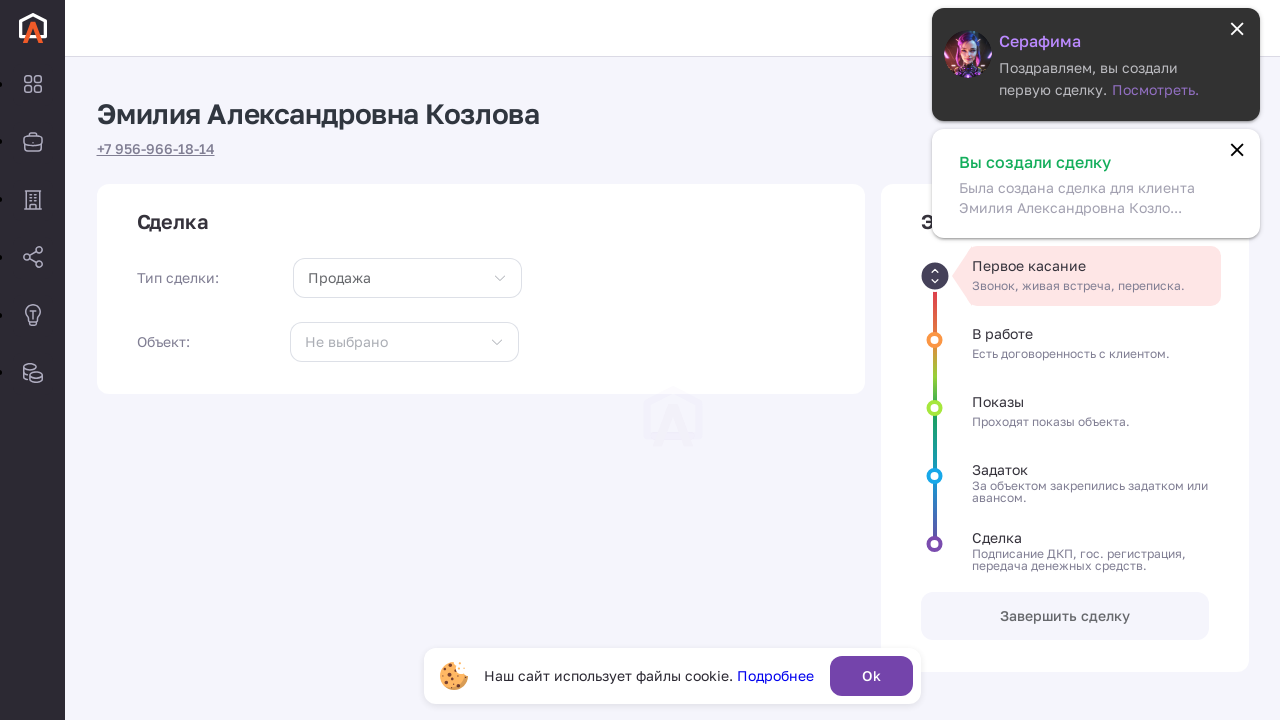 Эмилия Александровна Козлова
+7 956-966-18-14
Сделка
Тип сделки:
Продажа
Объект:
Не выбрано
Серафима
Поздравляем, вы создали
первую сделку. Посмотреть.
Вы создали сделку
Была создана сделка для клиента
Эмилия Александровна Козло...
Первое касание
Звонок, живая встреча, переписка.
В работе
Есть договоренность с клиентом.
Показы
Проходят показы объекта.
Задаток
За объектом закрепились задатком или
авансом.
Сделка
Подписание ДКП, гос. регистрация,
передача денежных средств.
Завершить сделку
Наш сайт использует файлы cookie. Подробнее
Ok